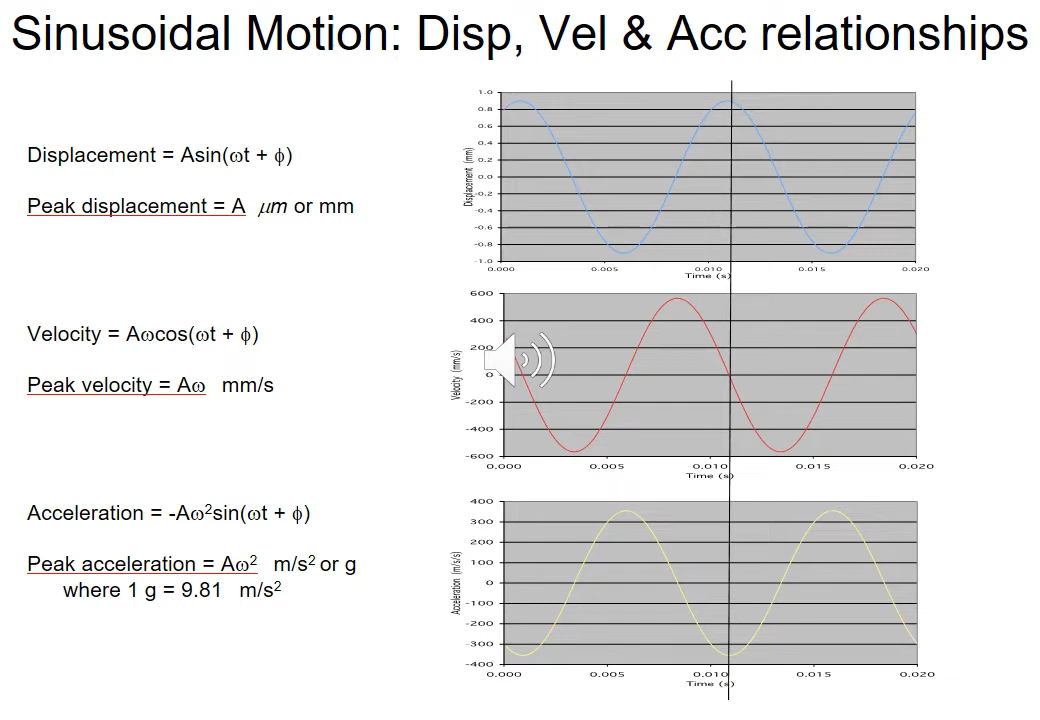 Sinusoidal Motion: Disp, Vel & Acc relationships
Displacement = Asin(ωt + ϕ)
Peak displacement = A μm or mm
Displacement (mm)
1.0
0.8
0.6
0.4
0.2
0.0
-0.2
-0.4
-0.6
-0.8
-1.0
0.000 0.005 0.010 0.015 0.020
Time (s)
Velocity = Aωcos(ωt + ϕ)
Peak velocity = Aω mm/s
Velocity (mm/s)
600
400
200
0
-200
-400
-600
0.000 0.005 0.010 0.015 0.020
Time (s)
Acceleration = -Aω²sin(ωt + ϕ)
Peak acceleration = Aω² m/s² or g
where 1 g = 9.81 m/s²
Acceleration (m/s/s)
400
300
200
100
0
-100
-200
-300
-400
0.000 0.005 0.010 0.015 0.020
Time (s)